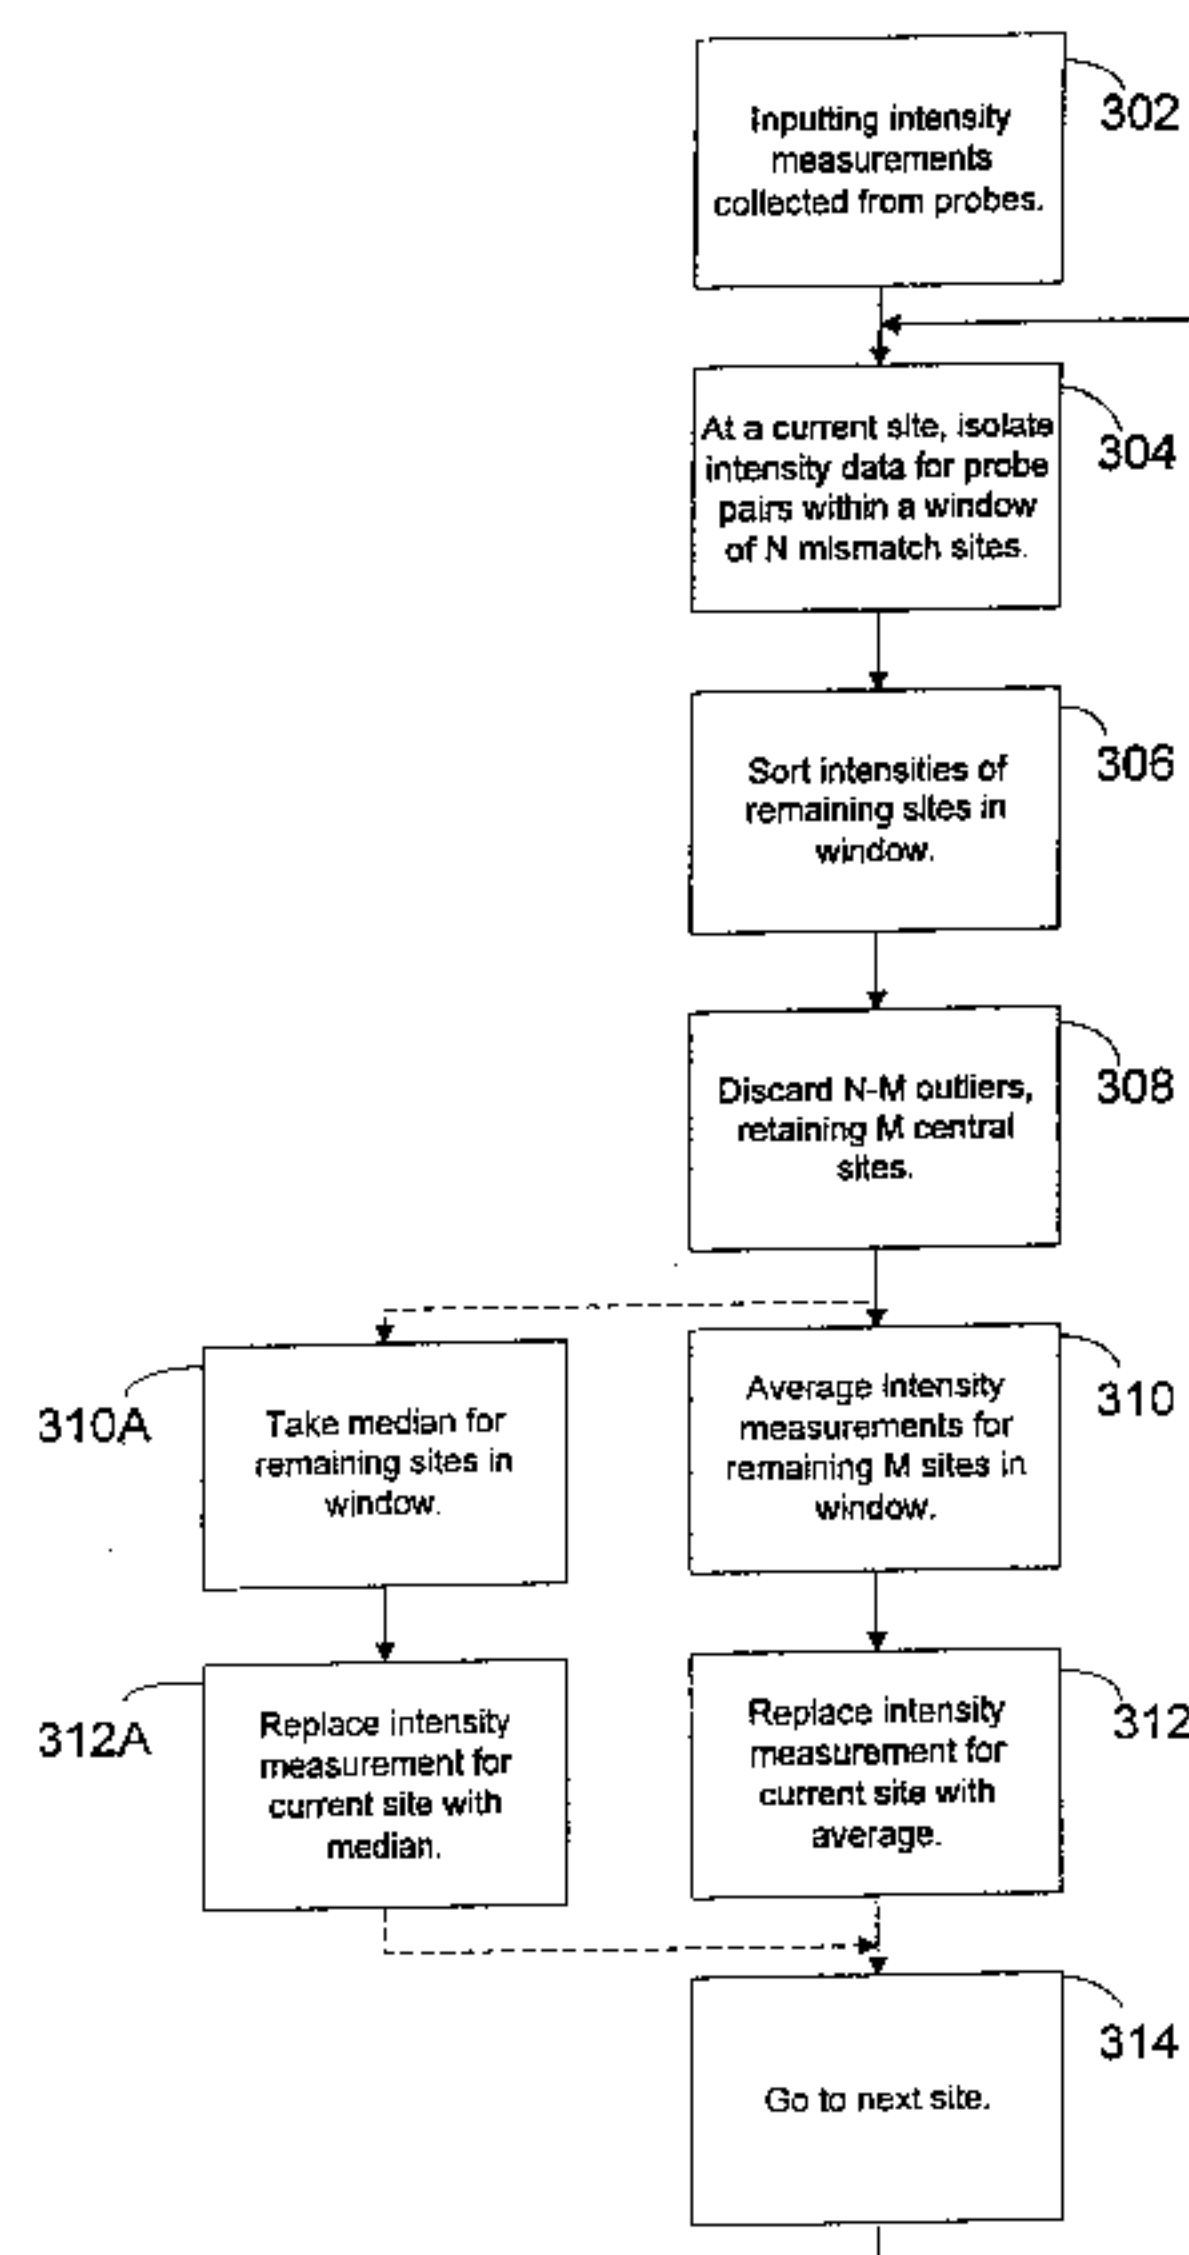 Inputting intensity
measurements
collected from probes.
302
At a current site, isolate
intensity data for probe
pairs within a window
of N mismatch sites.
304
Sort intensities of
remaining sites in
window.
306
Discard N-M outliers,
retaining M central
sites.
308
310A
Take median for
remaining sites in
window.
Average intensity
measurements for
remaining M sites in
window.
310
312A
Replace intensity
measurement for
current site with
median.
Replace intensity
measurement for
current site with
average.
312
Go to next site.
314